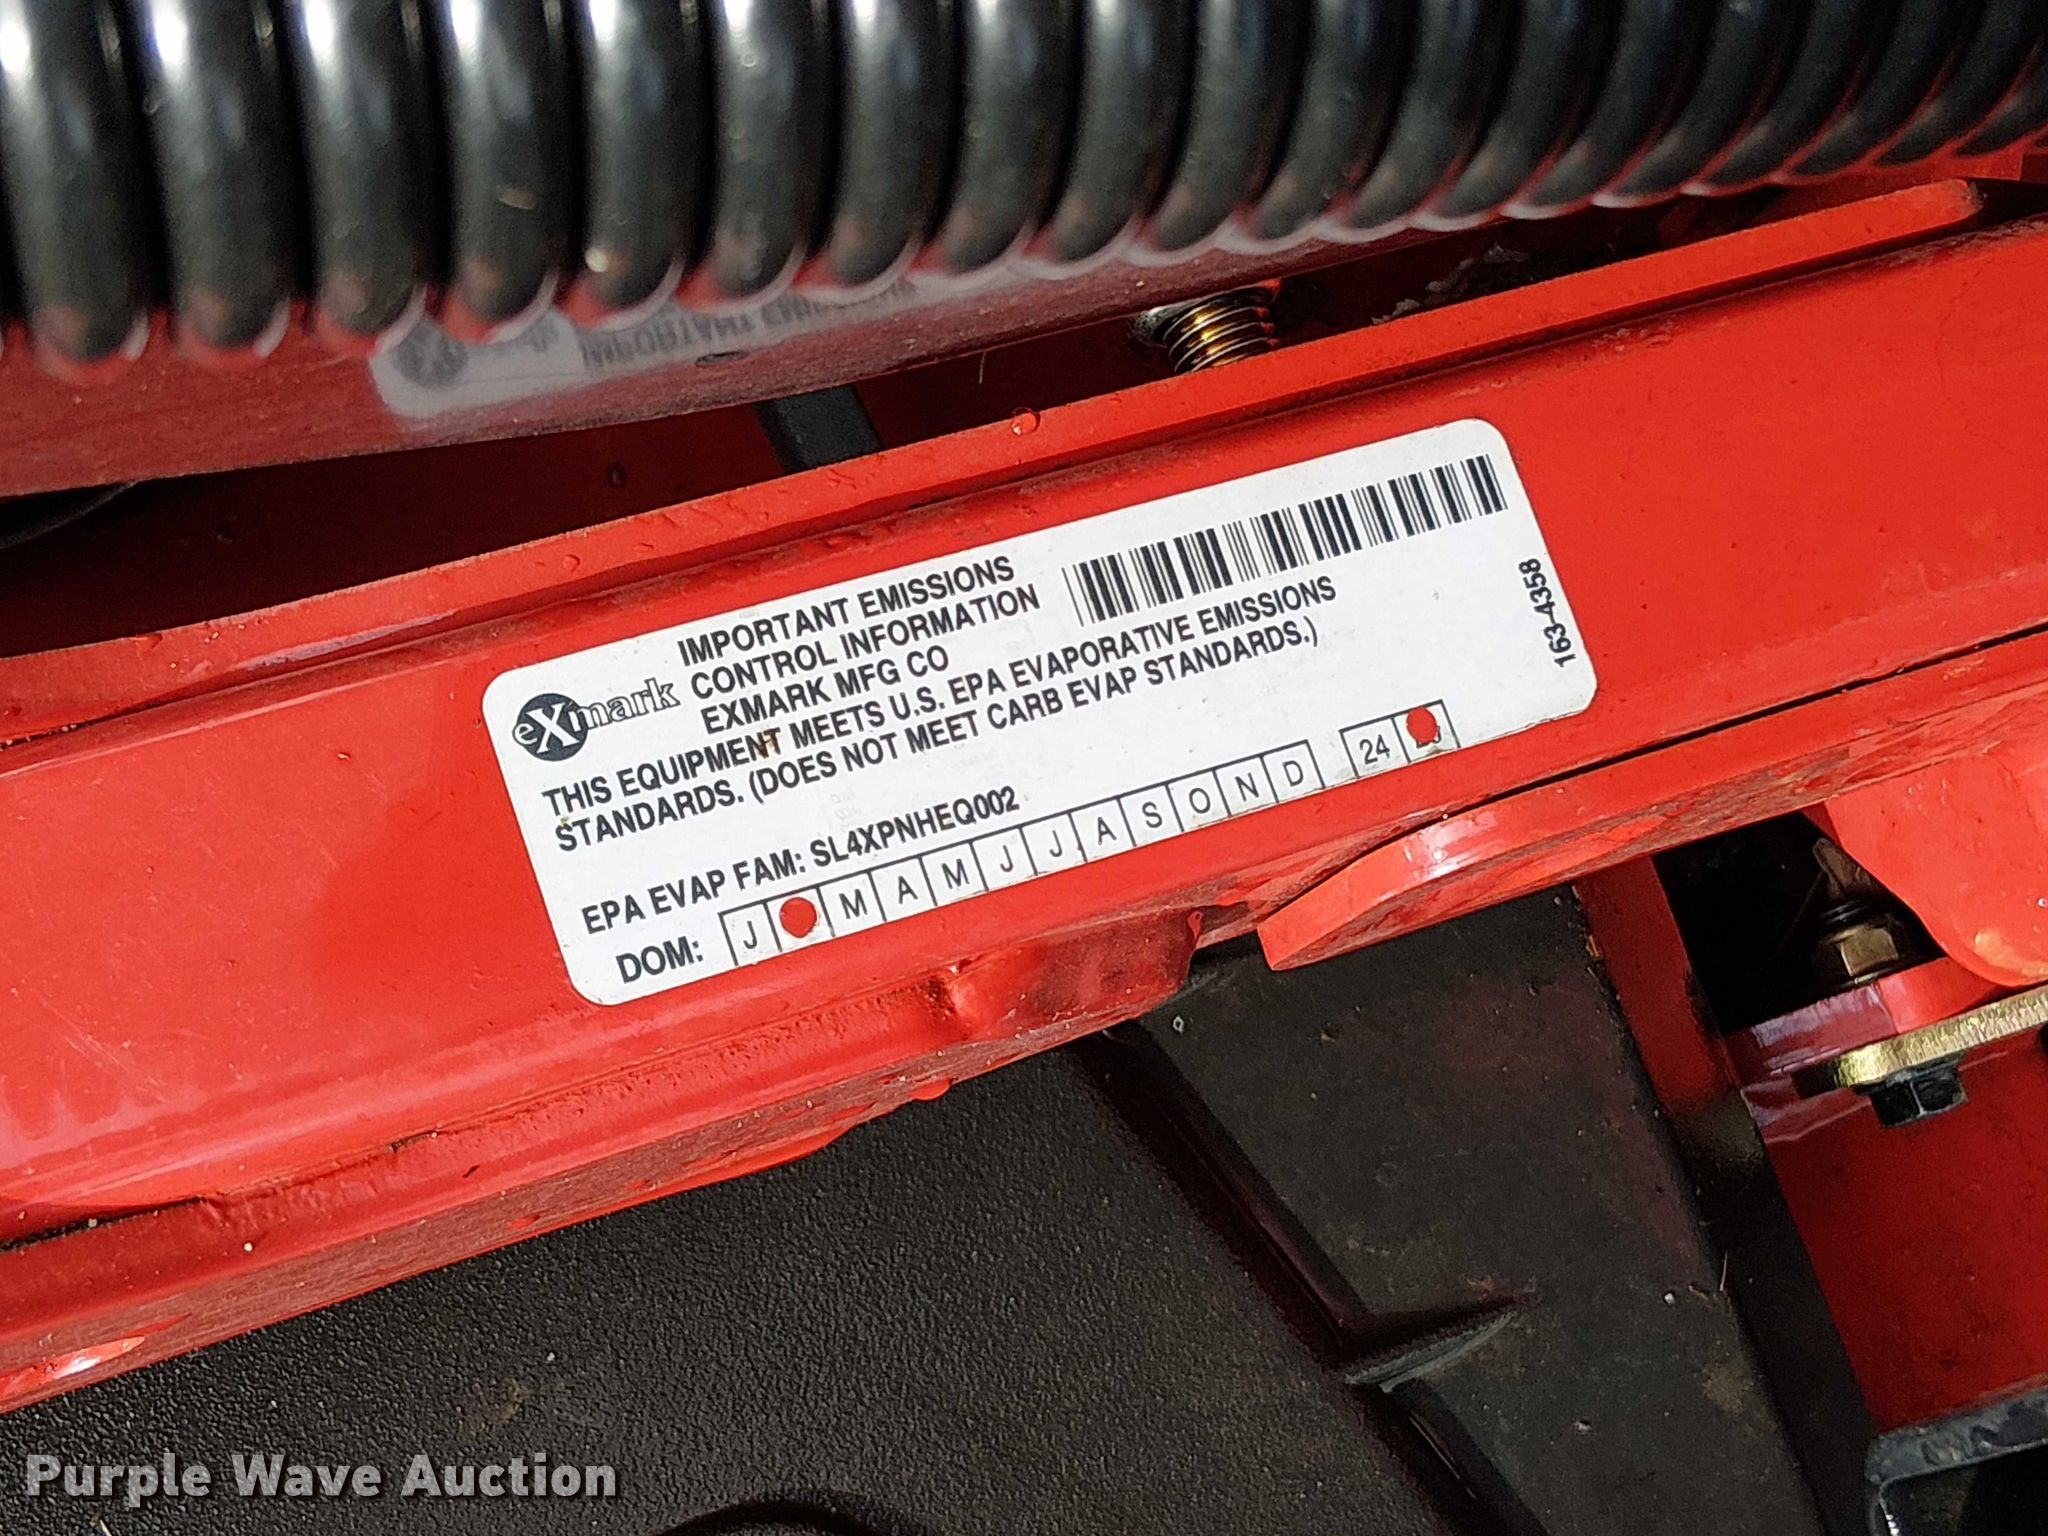 eXmark
IMPORTANT EMISSIONS
CONTROL INFORMATION
EXMARK MFG CO
THIS EQUIPMENT MEETS U.S. EPA EVAPORATIVE EMISSIONS
STANDARDS. (DOES NOT MEET CARB EVAP STANDARDS.)
EPA EVAP FAM: SL4XPNHEQ002
DOM: J M A M J J A S O N D 24
163-4358
Purple Wave Auction